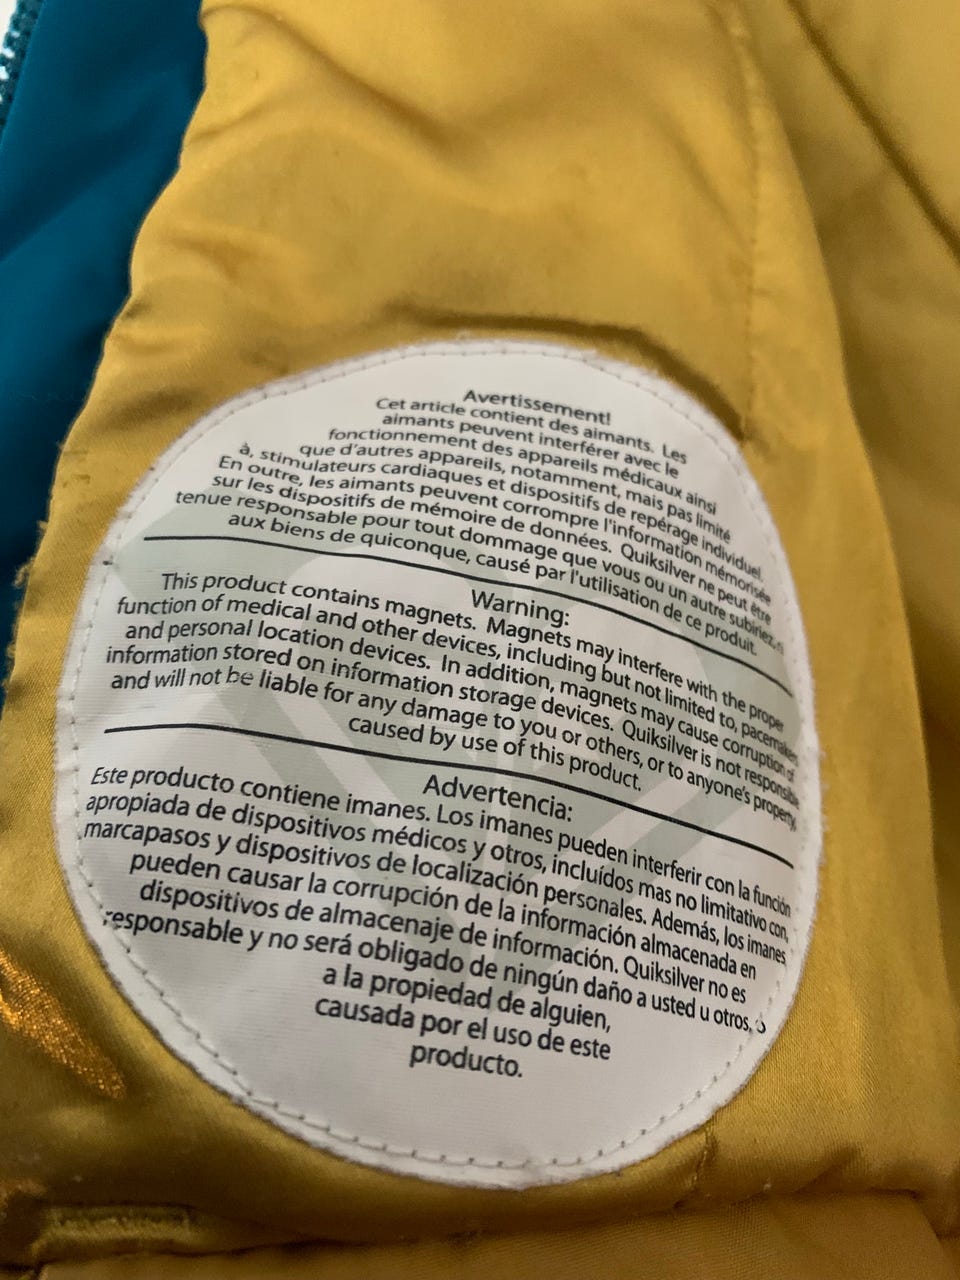 Avertissement!
Cet article contient des aimants. Les
aimants peuvent interférer avec le
fonctionnement des appareils médicaux ainsi
que d'autres appareils, notamment, mais pas limité
à, stimulateurs cardiaques et dispositifs de repérage individuel.
En outre, les aimants peuvent corrompre l'information mémorisée
sur les dispositifs de mémoire de données. Quiksilver ne peut être
tenue responsable pour tout dommage que vous ou un autre subiriez,
aux biens de quiconque, causé par l'utilisation de ce produit.
Warning:
This product contains magnets. Magnets may interfere with the proper
function of medical and other devices, including but not limited to, pacemakers
and personal location devices. In addition, magnets may cause corruption of
information stored on information storage devices. Quiksilver is not responsible
and will not be liable for any damage to you or others, or to anyone's property,
caused by use of this product.
Advertencia:
Este producto contiene imanes. Los imanes pueden interferir con la función
apropiada de dispositivos médicos y otros, incluídos mas no limitativo con,
marcapasos y dispositivos de localización personales. Además, los imanes
pueden causar la corrupción de la información almacenada en
dispositivos de almacenaje de información. Quiksilver no es
responsable y no será obligado de ningún daño a usted u otros, o
a la propiedad de alguien,
causada por el uso de este
producto.